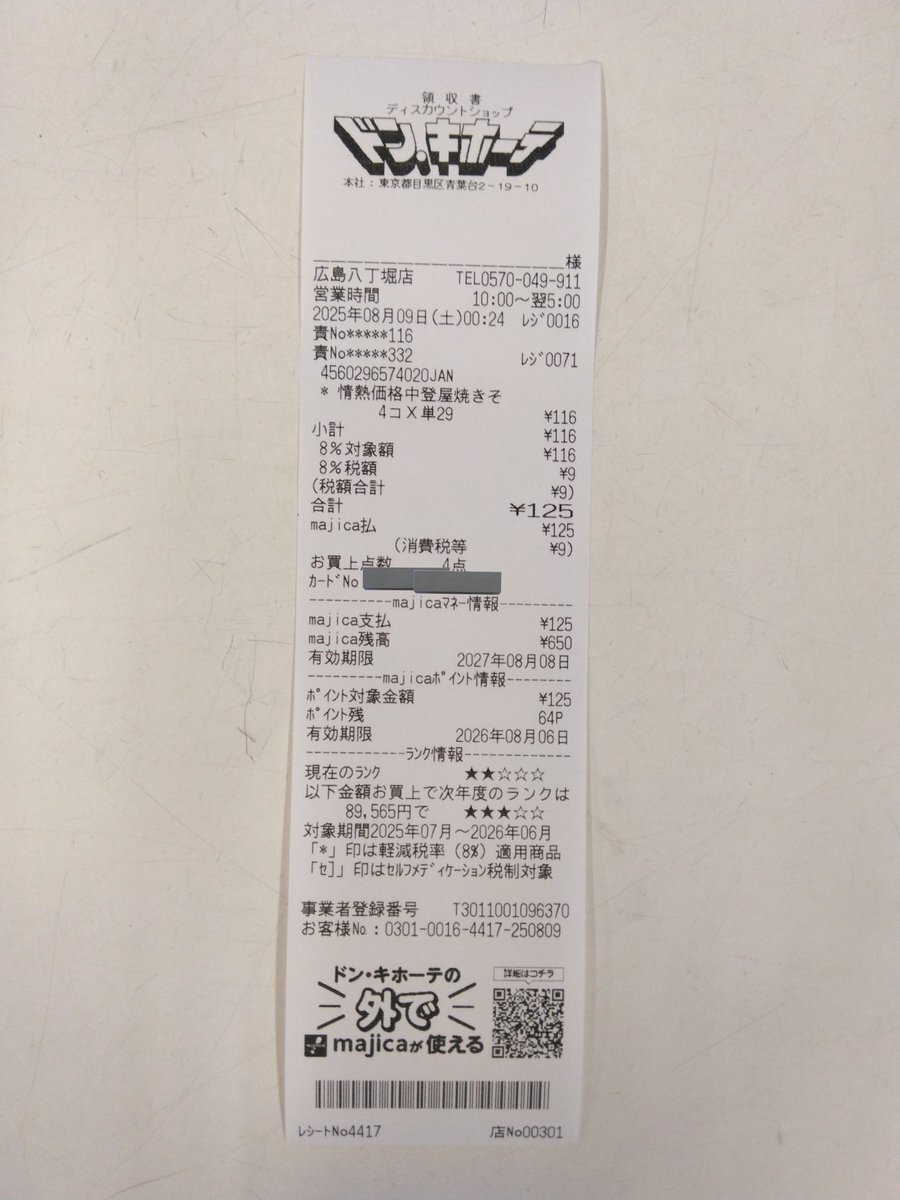 領収書
ディスカウントショップ
ドン.キホーテ
本社:東京都目黒区青葉台2-19-10
様
広島八丁堀店 TEL0570-049-911
営業時間 10:00~翌5:00
2025年08月09日(土)00:24 レジ0016
責No*****116
責No*****332 レジ0071
4560296574020JAN
* 情熱価格中登屋焼きそ
4コX単29 ¥116
小計 ¥116
8%対象額 ¥116
8%税額 ¥9
(税額合計 ¥9)
合計 ¥125
majica払 ¥125
(消費税等 ¥9)
お買上点数 4点
カードNo
----------majicaマネー情報---------
majica支払 ¥125
majica残高 ¥650
有効期限 2027年08月08日
---------majicaポイント情報--------
ポイント対象金額 ¥125
ポイント残 64P
有効期限 2026年08月06日
------------ランク情報-------------
現在のランク ★★☆☆☆
以下金額お買上で次年度のランクは
89,565円で ★★★☆☆
対象期間2025年07月~2026年06月
「*」印は軽減税率(8%)適用商品
「セ]」印はセルフメディケーション税制対象
事業者登録番号 T3011001096370
お客様No.:0301-0016-4417-250809
ドン・キホーテの
外で
majicaが使える
詳細はコチラ
レシートNo4417 店No00301